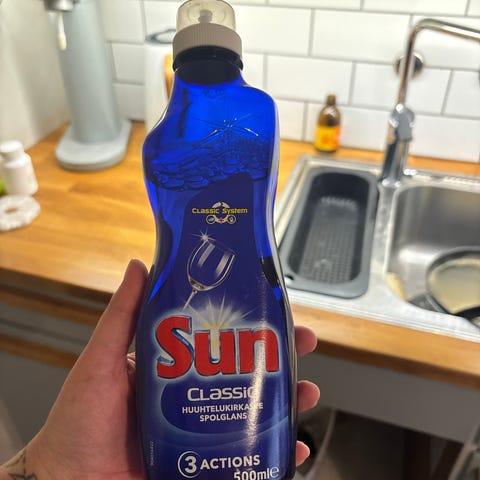 Classic System
Sun
Classic
HUUHTELUKIRKASTE
SPOLGLANS
3 ACTIONS
500ml℮